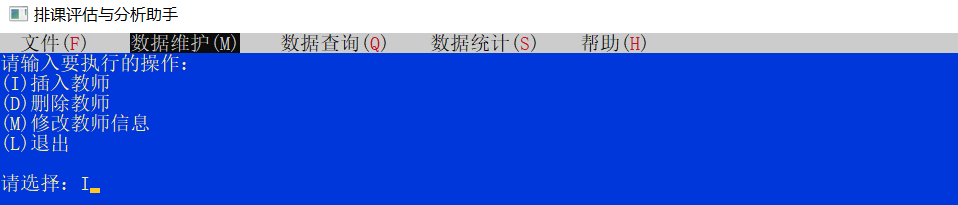 排课评估与分析助手
文件(F) 数据维护(M) 数据查询(Q) 数据统计(S) 帮助(H)
请输入要执行的操作:
(I)插入教师
(D)删除教师
(M)修改教师信息
(L)退出
请选择: I